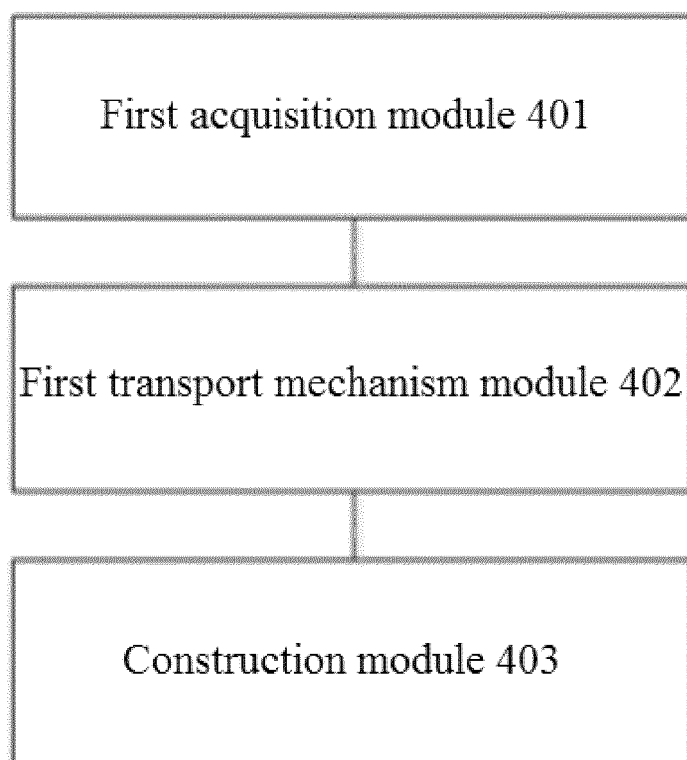 First acquisition module 401
First transport mechanism module 402
Construction module 403